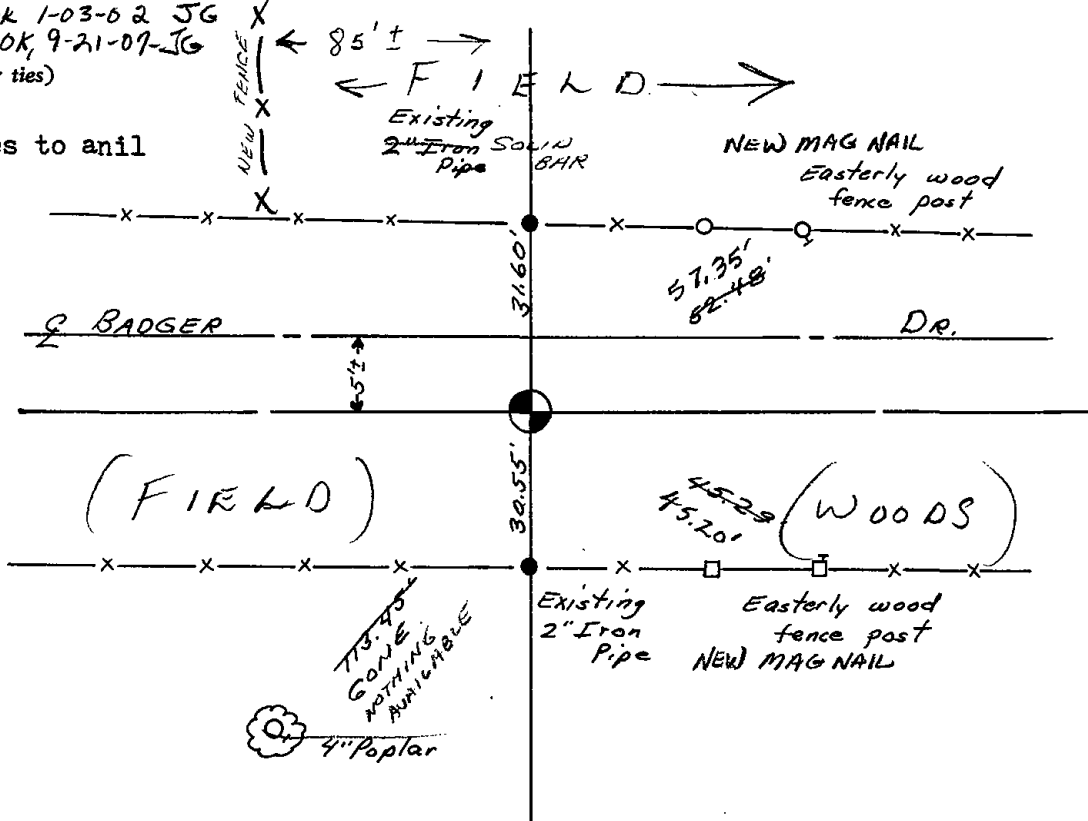 k 1-03-02 JG
OK, 9-21-07-JG
ties)
es to anil
NEW FENCE
85' ±
FIELD
Existing
2" Iron SOLID
Pipe BAR
NEW MAG NAIL
Easterly wood
fence post
31.60'
57.35'
62.48'
℄ BADGER DR.
5'±
30.55'
(FIELD)
45.29
45.20'
(WOODS)
113.45'
GONE
NOTHING
AVAILABLE
Existing
2" Iron
Pipe
Easterly wood
fence post
NEW MAG NAIL
4" Poplar